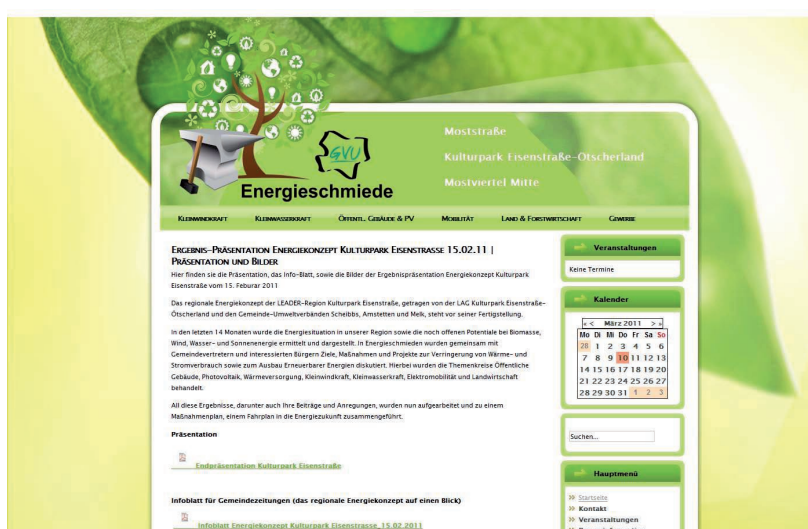 Moststraße
Kulturpark Eisenstraße-Ötscherland
Mostviertel Mitte
GVU
Energieschmiede
Kleinwindkraft Kleinwasserkraft Öffentl. Gebäude & PV Mobilität Land & Forstwirtschaft Gewerbe
Ergebnis-Präsentation Energiekonzept Kulturpark Eisenstrasse 15.02.11 |
Präsentation und Bilder
Hier finden sie die Präsentation, das Info-Blatt, sowie die Bilder der Ergebnispräsentation Energiekonzept Kulturpark
Eisenstraße vom 15. Feburar 2011
Das regionale Energiekonzept der LEADER-Region Kulturpark Eisenstraße, getragen von der LAG Kulturpark Eisenstraße-
Ötscherland und den Gemeinde-Umweltverbänden Scheibbs, Amstetten und Melk, steht vor seiner Fertigstellung.
In den letzten 14 Monaten wurde die Energiesituation in unserer Region sowie die noch offenen Potentiale bei Biomasse,
Wind, Wasser- und Sonnenenergie ermittelt und dargestellt. In Energieschmieden wurden gemeinsam mit
Gemeindevertretern und interessierten Bürgern Ziele, Maßnahmen und Projekte zur Verringerung von Wärme- und
Stromverbrauch sowie zum Ausbau Erneuerbarer Energien diskutiert. Hierbei wurden die Themenkreise Öffentliche
Gebäude, Photovoltaik, Wärmeversorgung, Kleinwindkraft, Kleinwasserkraft, Elektromobilität und Landwirtschaft
behandelt.
All diese Ergebnisse, darunter auch Ihre Beiträge und Anregungen, wurden nun aufgearbeitet und zu einem
Maßnahmenplan, einem Fahrplan in die Energiezukunft zusammengeführt.
Präsentation
Endpräsentation Kulturpark Eisenstraße
Infoblatt für Gemeindezeitungen (das regionale Energiekonzept auf einen Blick)
Infoblatt Energiekonzept Kulturpark Eisenstrasse_15.02.2011
Veranstaltungen
Keine Termine
Kalender
« < März 2011 > »
Mo Di Mi Do Fr Sa So
28 1 2 3 4 5 6
7 8 9 10 11 12 13
14 15 16 17 18 19 20
21 22 23 24 25 26 27
28 29 30 31 1 2 3
Suchen...
Hauptmenü
Startseite
Kontakt
Veranstaltungen